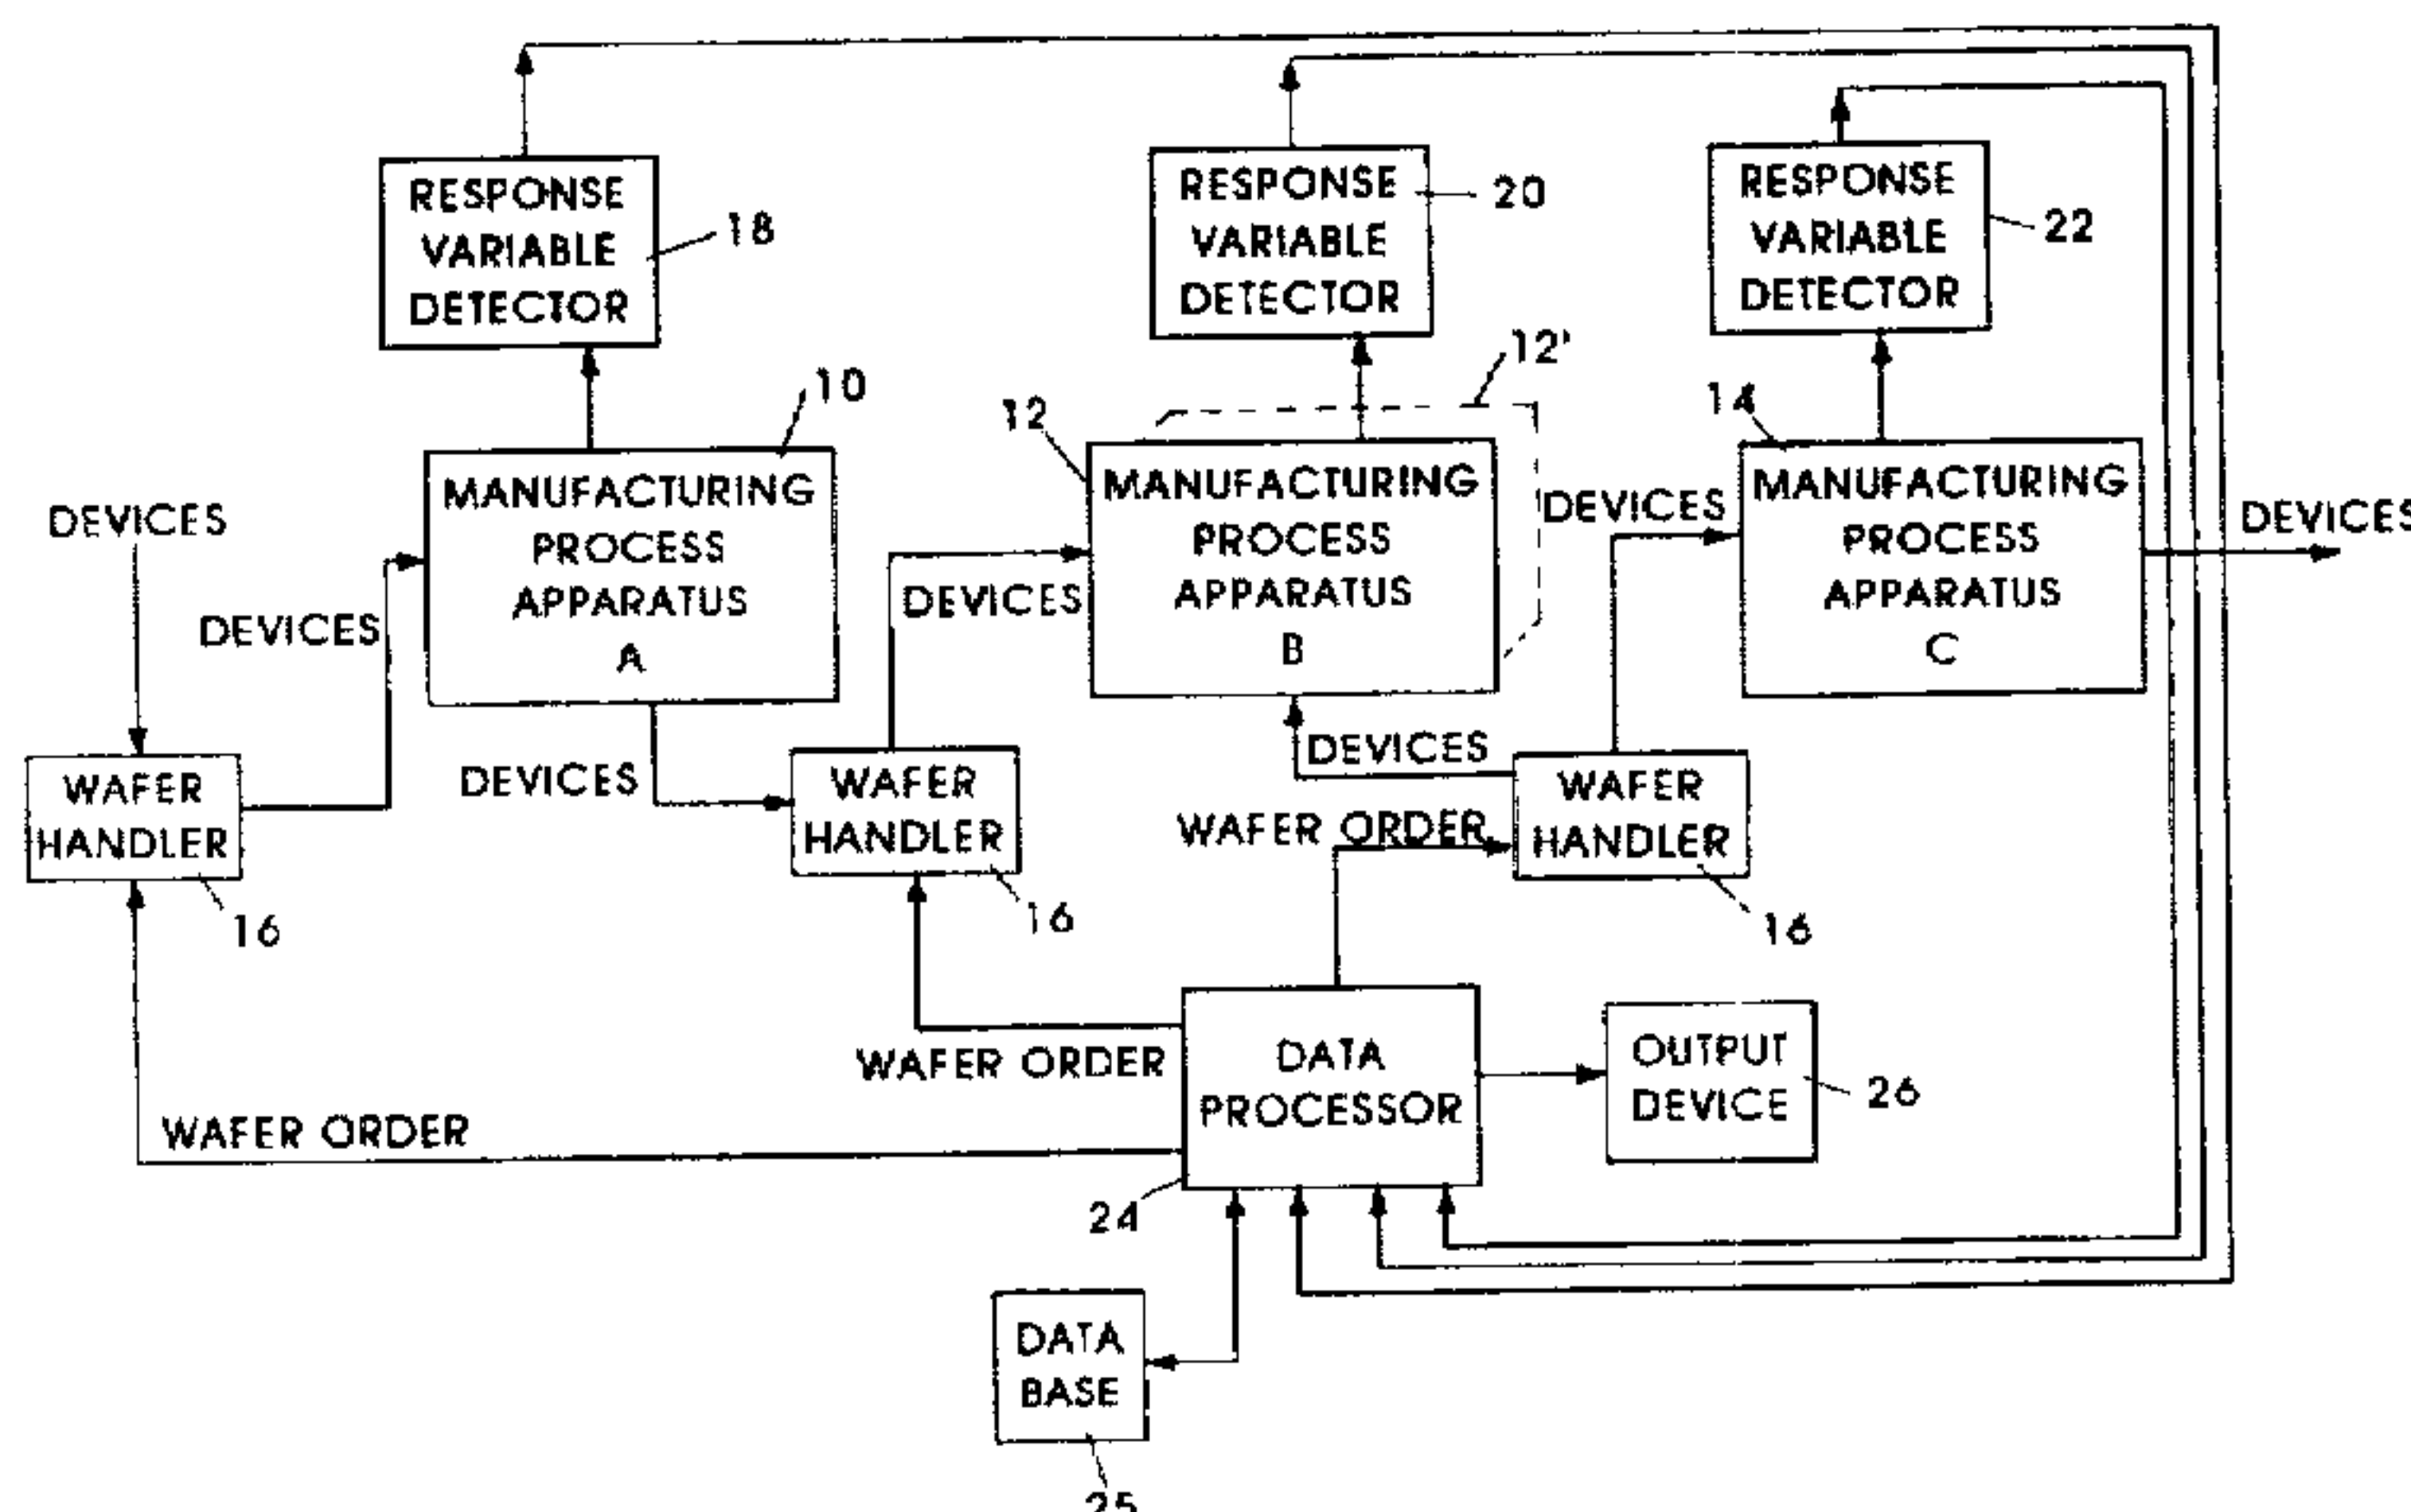 RESPONSE
VARIABLE
DETECTOR
18
RESPONSE
VARIABLE
DETECTOR
20
RESPONSE
VARIABLE
DETECTOR
22
10
12
12'
14
DEVICES
DEVICES
MANUFACTURING
PROCESS
APPARATUS
A
DEVICES
MANUFACTURING
PROCESS
APPARATUS
B
DEVICES
MANUFACTURING
PROCESS
APPARATUS
C
DEVICES
WAFER
HANDLER
16
DEVICES
WAFER
HANDLER
16
DEVICES
WAFER ORDER
WAFER
HANDLER
16
WAFER ORDER
WAFER ORDER
DATA
PROCESSOR
24
OUTPUT
DEVICE
26
DATA
BASE
25